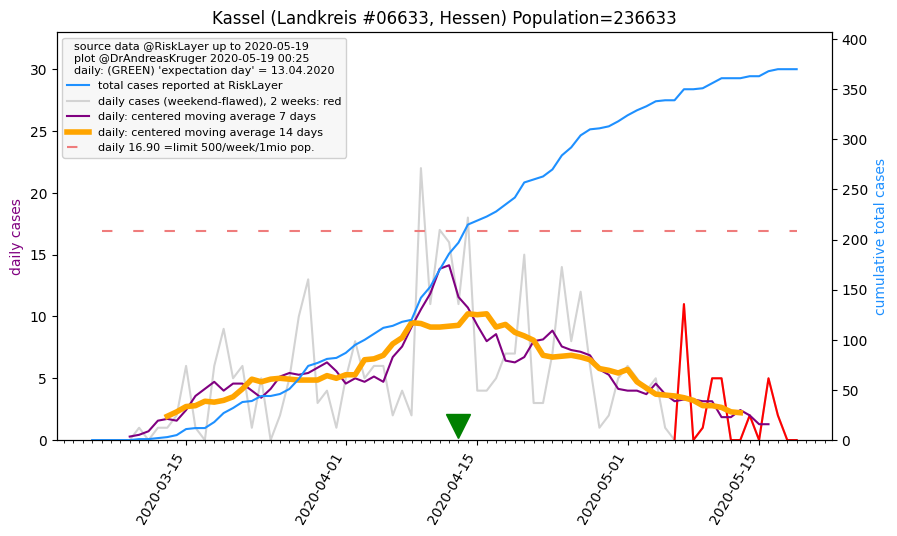 Kassel (Landkreis #06633, Hessen) Population=236633
source data @RiskLayer up to 2020-05-19
plot @DrAndreasKruger 2020-05-19 00:25
daily: (GREEN) 'expectation day' = 13.04.2020
total cases reported at RiskLayer
daily cases (weekend-flawed), 2 weeks: red
daily: centered moving average 7 days
daily: centered moving average 14 days
daily 16.90 =limit 500/week/1mio pop.
daily cases
30
25
20
15
10
5
0
cumulative total cases
400
350
300
250
200
150
100
50
0
2020-03-15
2020-04-01
2020-04-15
2020-05-01
2020-05-15